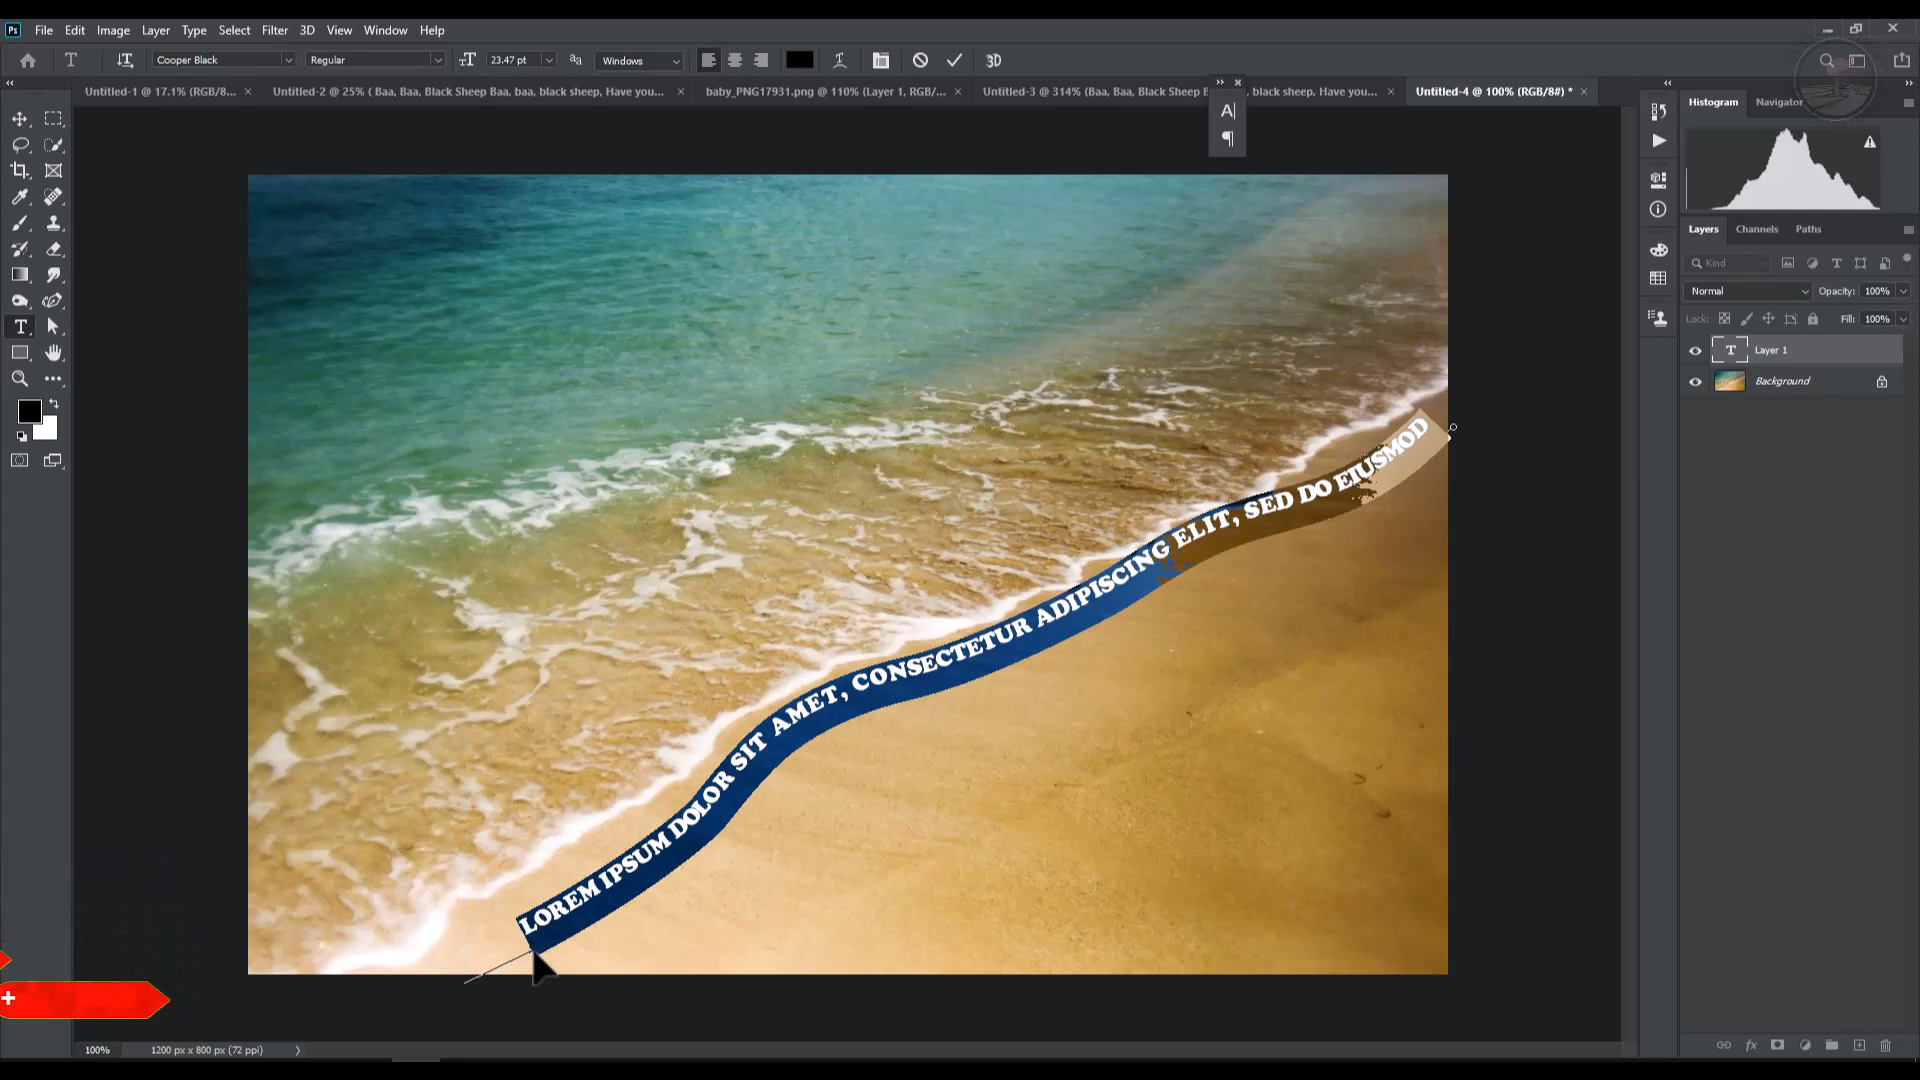 Ps File Edit Image Layer Type Select Filter 3D View Window Help
T Cooper Black Regular 23.47 pt aa Windows 3D
Untitled-1 @ 17.1% (RGB/8... × Untitled-2 @ 25% ( Baa, Baa, Black Sheep Baa, baa, black sheep, Have you... × baby_PNG17931.png @ 110% (Layer 1, RGB/... × Untitled-3 @ 314% (Baa, Baa, Black Sheep B black sheep, Have you... × Untitled-4 @ 100% (RGB/8#) * ×
A|
¶
Histogram Navigator
Layers Channels Paths
Kind
Normal Opacity: 100%
Lock: Fill: 100%
T Layer 1
Background
LOREM IPSUM DOLOR SIT AMET, CONSECTETUR ADIPISCING ELIT, SED DO EIUSMOD
100% 1200 px x 800 px (72 ppi)
fx